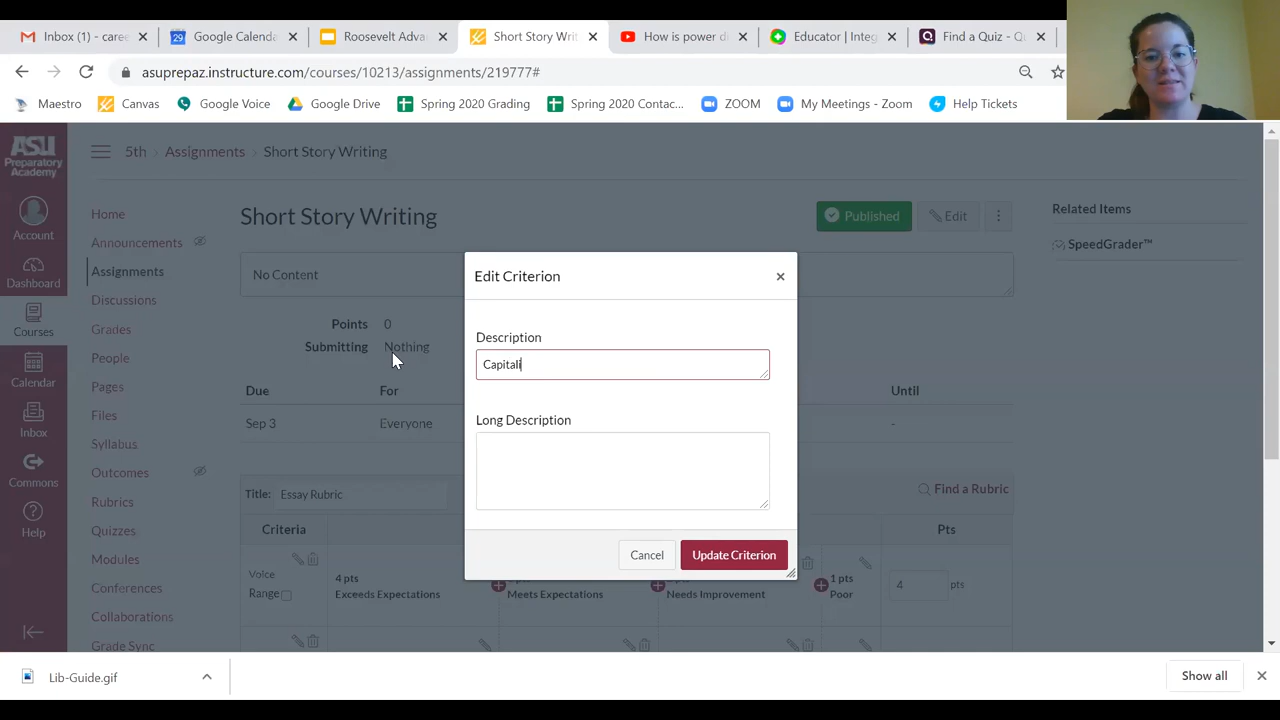 Inbox (1) - caree
Google Calenda
Roosevelt Adva
Short Story Writi
How is power di
Educator | Integ
Find a Quiz - Qu
asuprepaz.instructure.com/courses/10213/assignments/219777#
Maestro
Canvas
Google Voice
Google Drive
Spring 2020 Grading
Spring 2020 Contac...
ZOOM
My Meetings - Zoom
Help Tickets
ASU
Preparatory
Academy
Account
Dashboard
Courses
Calendar
Inbox
Commons
Help
5th > Assignments > Short Story Writing
Home
Announcements
Assignments
Discussions
Grades
People
Pages
Files
Syllabus
Outcomes
Rubrics
Quizzes
Modules
Conferences
Collaborations
Grade Sync
Short Story Writing
Published
Edit
Related Items
SpeedGrader™
No Content
Points 0
Submitting Nothing
Due For Until
Sep 3 Everyone -
Title: Essay Rubric
Find a Rubric
Criteria
Pts
Voice
Range
4 pts
Exceeds Expectations
Meets Expectations
Needs Improvement
1 pts
Poor
4 pts
Edit Criterion
×
Description
Capitali
Long Description
Cancel
Update Criterion
Lib-Guide.gif
Show all